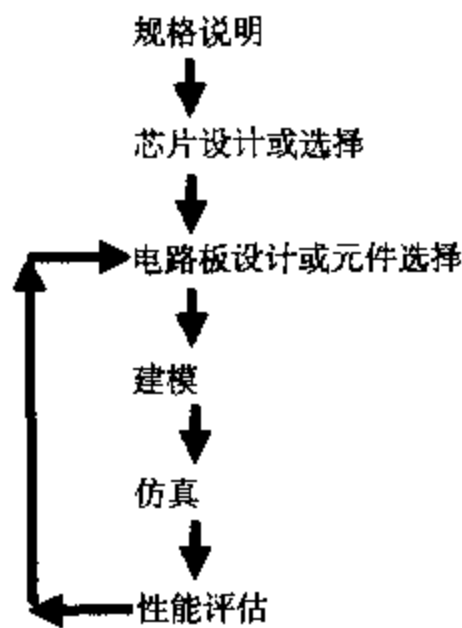 规格说明
芯片设计或选择
电路板设计或元件选择
建模
仿真
性能评估